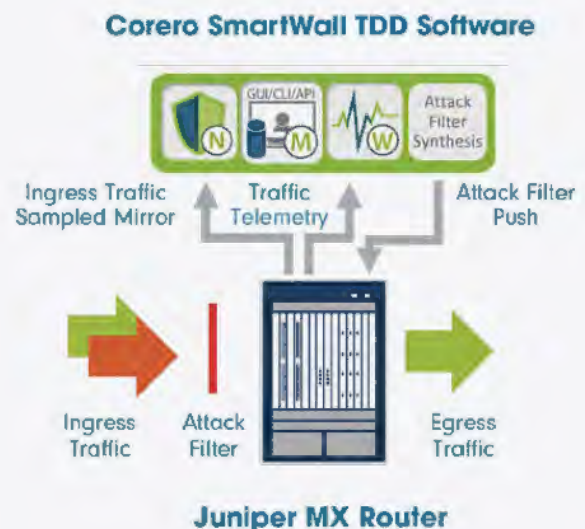 Corero SmartWall TDD Software
GUI/CLI/API
N
M
W
Attack
Filter
Synthesis
Ingress Traffic
Sampled Mirror
Traffic
Telemetry
Attack Filter
Push
Ingress
Traffic
Attack
Filter
Egress
Traffic
Juniper MX Router